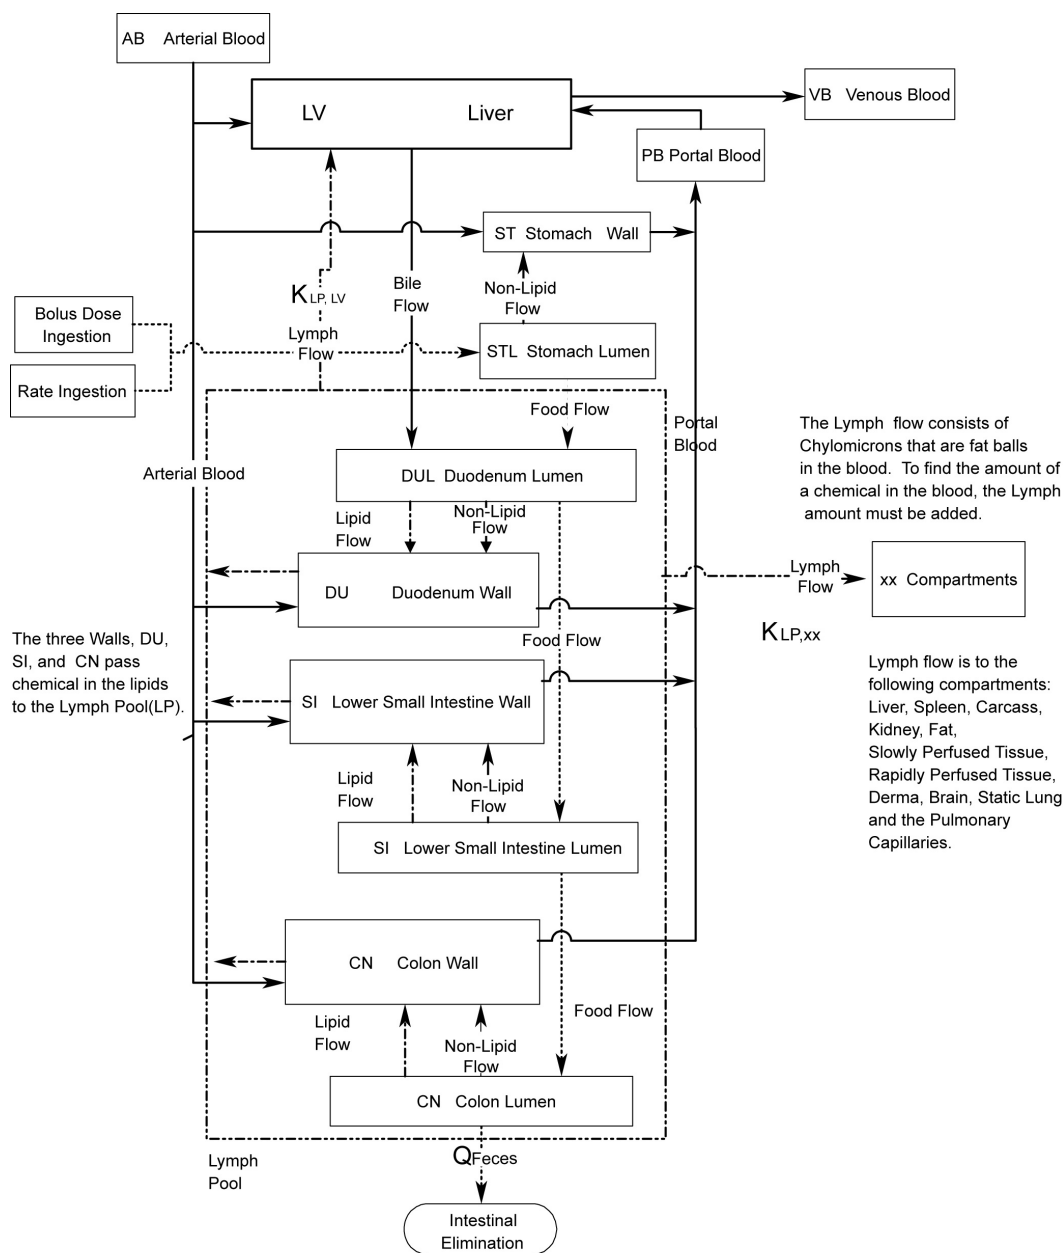 AB Arterial Blood
LV Liver
VB Venous Blood
PB Portal Blood
ST Stomach Wall
K LP, LV
Bile
Flow
Non-Lipid
Flow
Bolus Dose
Ingestion
Lymph
Flow
STL Stomach Lumen
Rate Ingestion
Food Flow
Portal
Blood
The Lymph flow consists of
Chylomicrons that are fat balls
in the blood. To find the amount of
a chemical in the blood, the Lymph
amount must be added.
Arterial Blood
DUL Duodenum Lumen
Lipid
Flow
Non-Lipid
Flow
DU Duodenum Wall
Lymph
Flow
xx Compartments
K LP,xx
Food Flow
The three Walls, DU,
SI, and CN pass
chemical in the lipids
to the Lymph Pool(LP).
SI Lower Small Intestine Wall
Lymph flow is to the
following compartments:
Liver, Spleen, Carcass,
Kidney, Fat,
Slowly Perfused Tissue,
Rapidly Perfused Tissue,
Derma, Brain, Static Lung
and the Pulmonary
Capillaries.
Lipid
Flow
Non-Lipid
Flow
SI Lower Small Intestine Lumen
CN Colon Wall
Food Flow
Lipid
Flow
Non-Lipid
Flow
CN Colon Lumen
Lymph
Pool
QFeces
Intestinal
Elimination